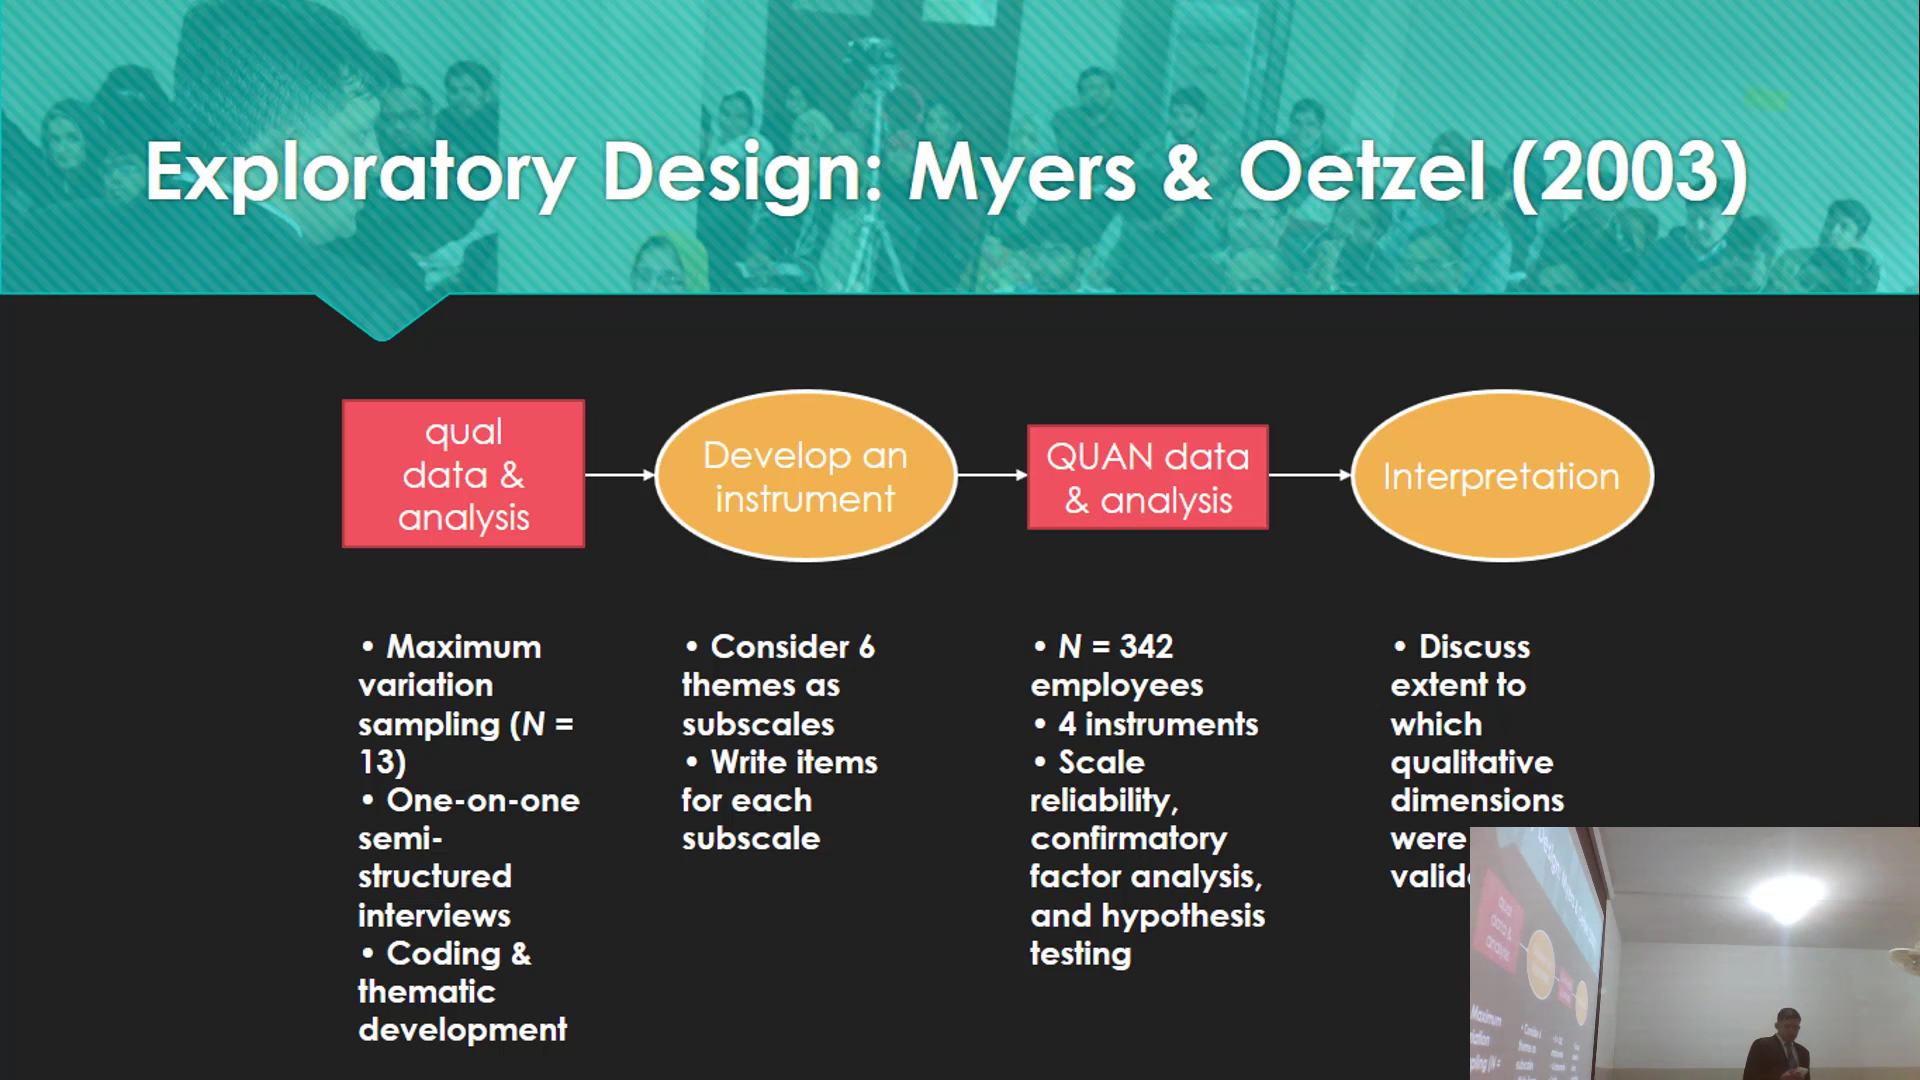 Exploratory Design: Myers & Oetzel (2003)
qual
data &
analysis
Develop an
instrument
QUAN data
& analysis
Interpretation
• Maximum
variation
sampling (N =
13)
• One-on-one
semi-
structured
interviews
• Coding &
thematic
development
• Consider 6
themes as
subscales
• Write items
for each
subscale
• N = 342
employees
• 4 instruments
• Scale
reliability,
confirmatory
factor analysis,
and hypothesis
testing
• Discuss
extent to
which
qualitative
dimensions
were